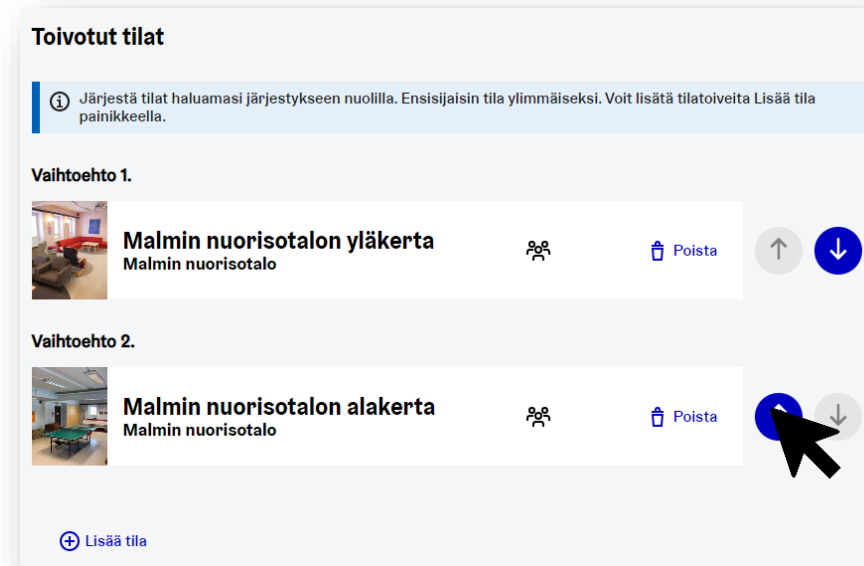 Toivotut tilat
Järjestä tilat haluamasi järjestykseen nuolilla. Ensisijaisin tila ylimmäiseksi. Voit lisätä tilatoiveita Lisää tila
painikkeella.
Vaihtoehto 1.
Malmin nuorisotalon yläkerta
Malmin nuorisotalo
Poista
Vaihtoehto 2.
Malmin nuorisotalon alakerta
Malmin nuorisotalo
Poista
Lisää tila